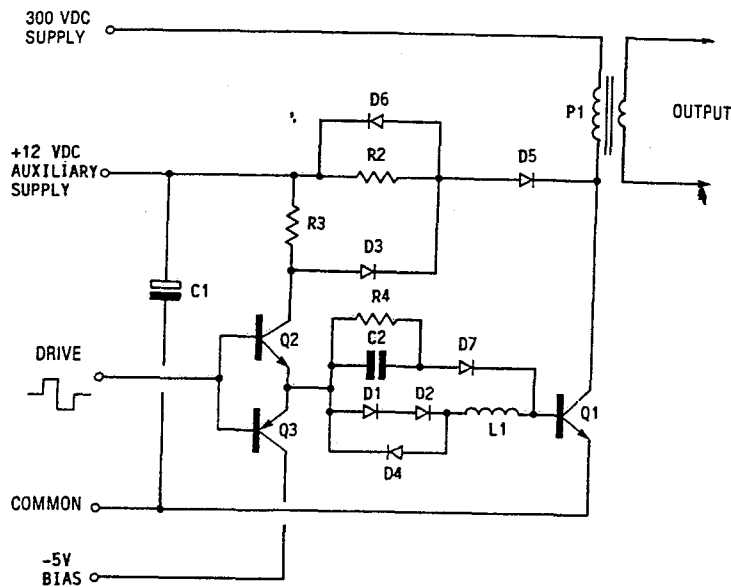 300 VDC
SUPPLY
D6
P1
OUTPUT
+12 VDC
AUXILIARY
SUPPLY
R2
D5
R3
D3
C1
R4
C2
Q2
D7
DRIVE
D1
D2
Q1
Q3
L1
D4
COMMON
-5V
BIAS